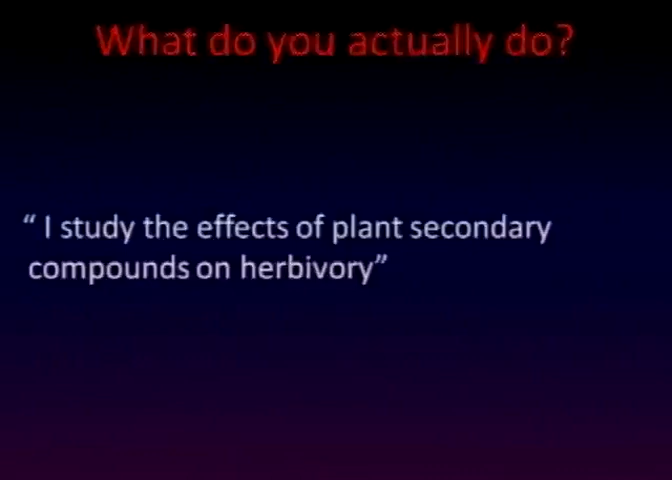 What do you actually do?
“ I study the effects of plant secondary
compounds on herbivory”